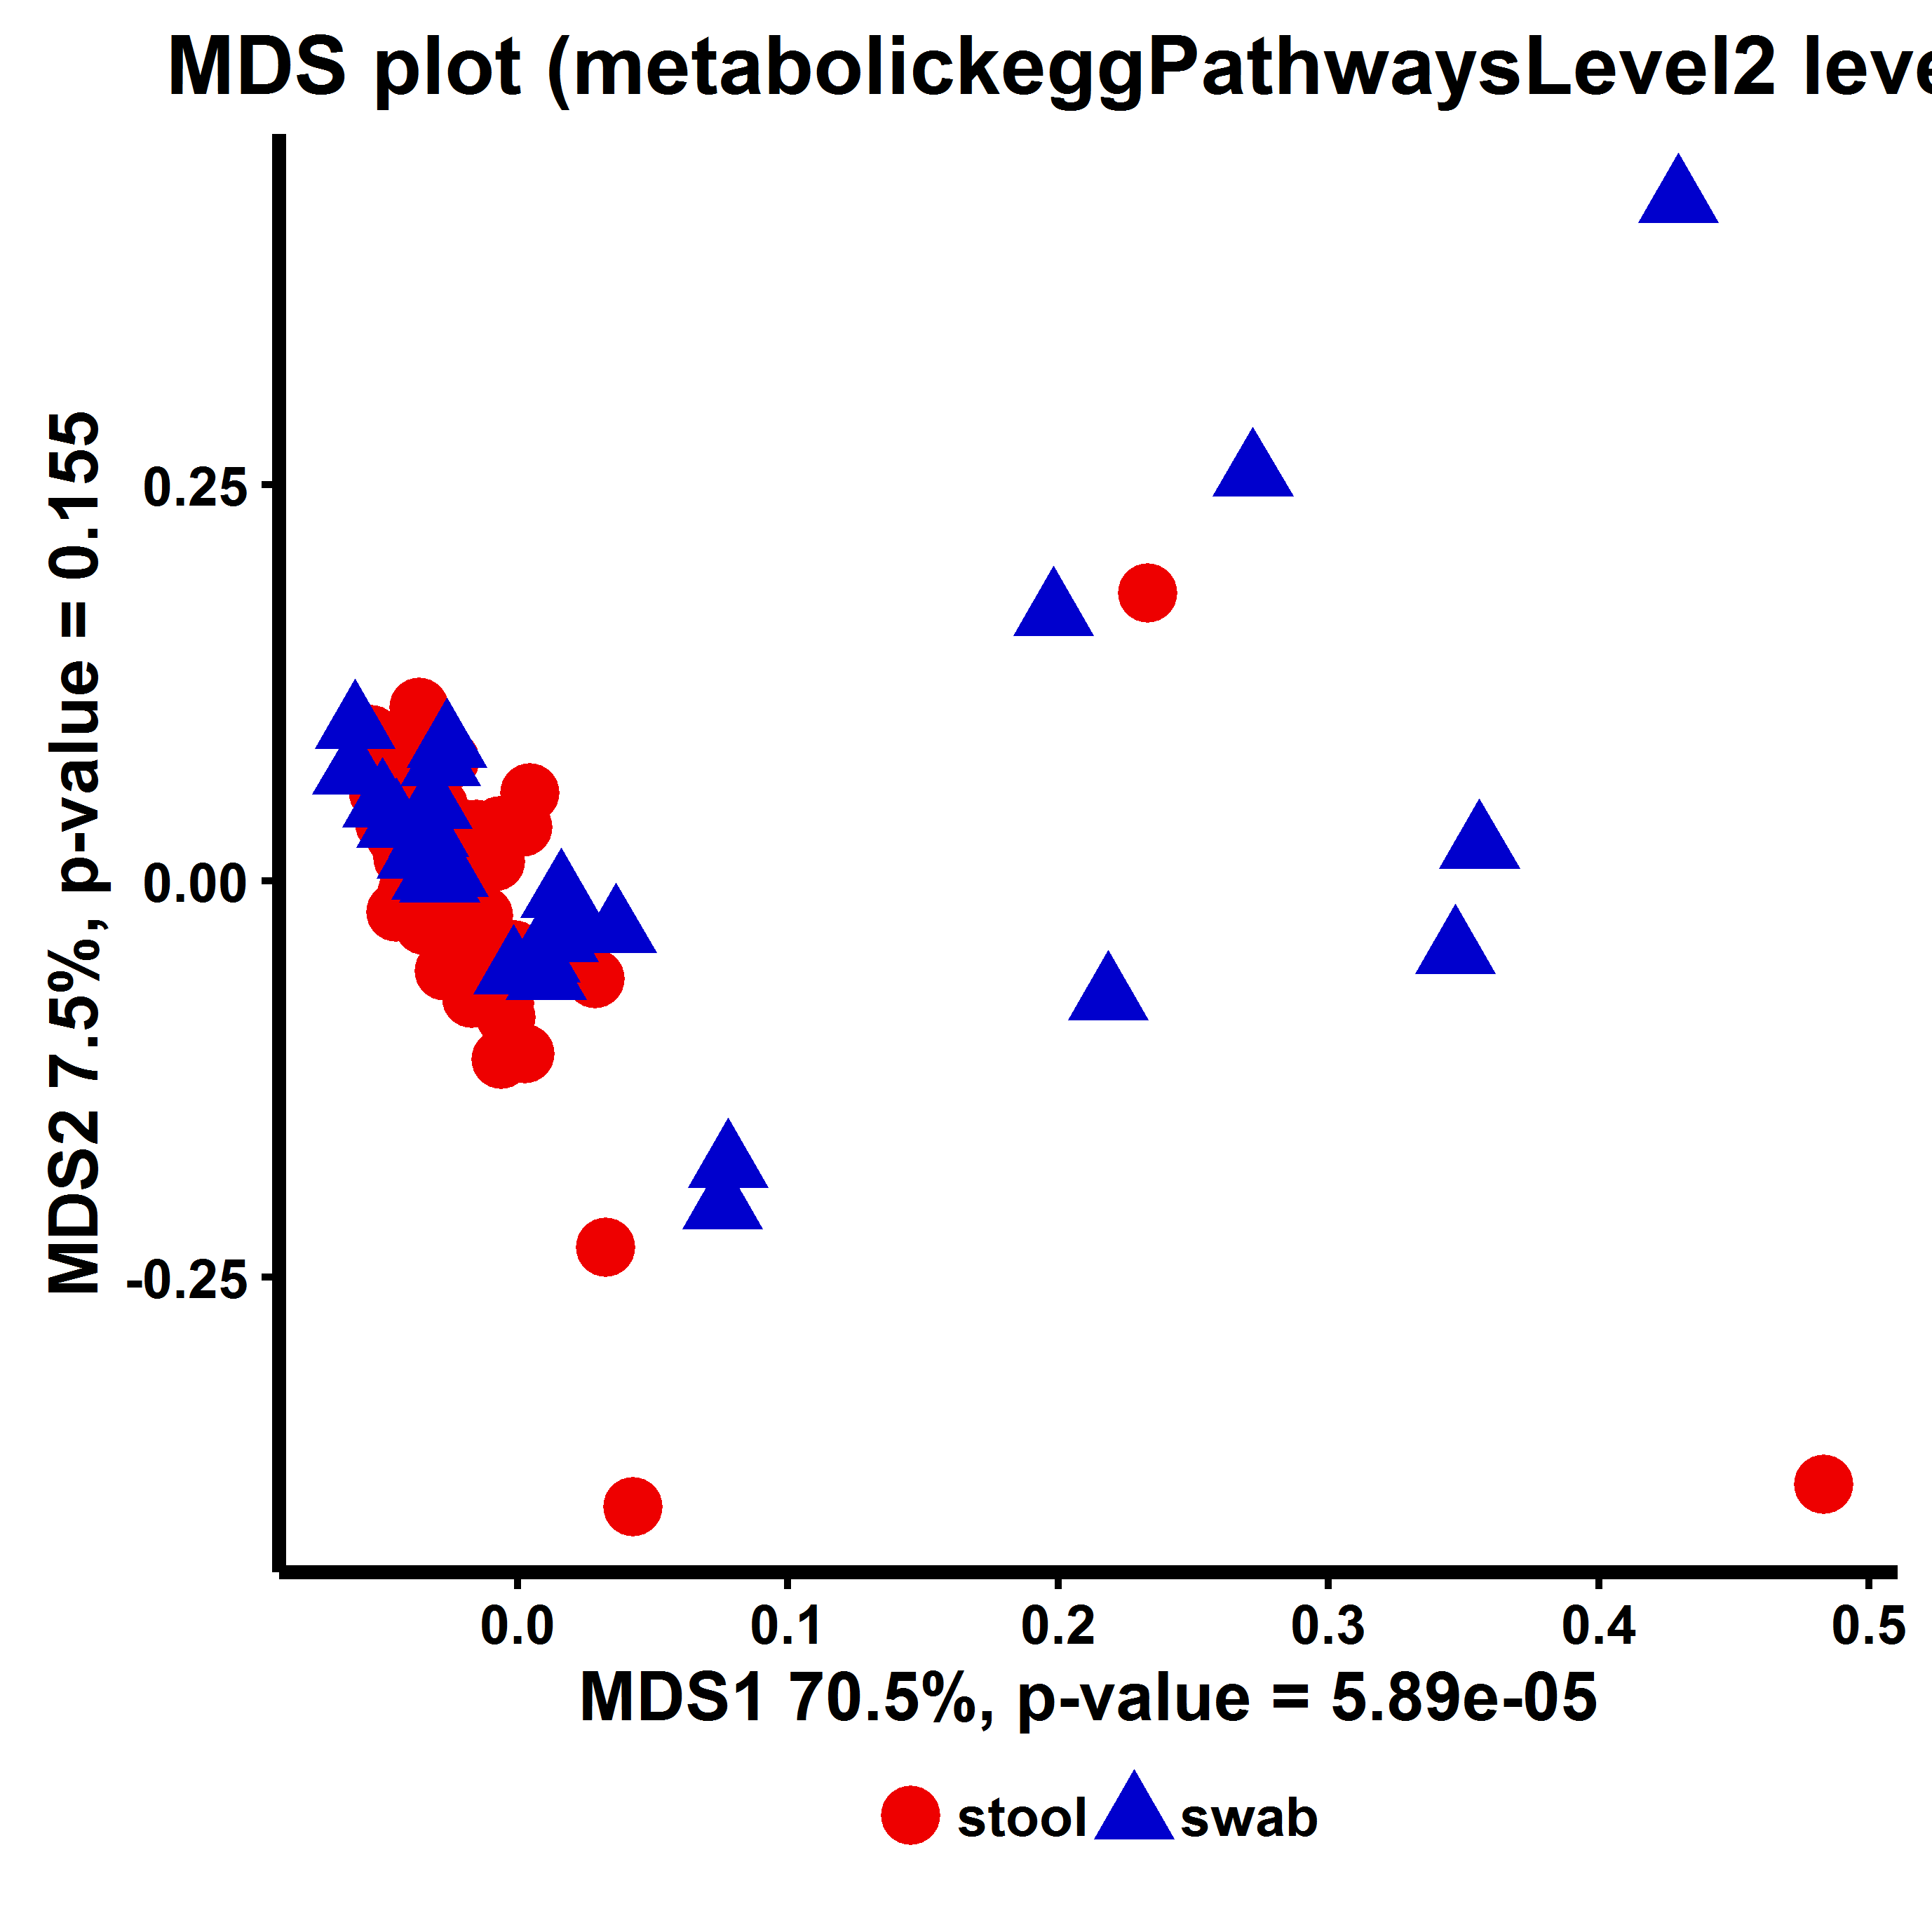 MDS plot (metabolickeggPathwaysLevel2 leve
MDS2 7.5%, p-value = 0.155
0.25
0.00
-0.25
0.0 0.1 0.2 0.3 0.4 0.5
MDS1 70.5%, p-value = 5.89e-05
stool swab